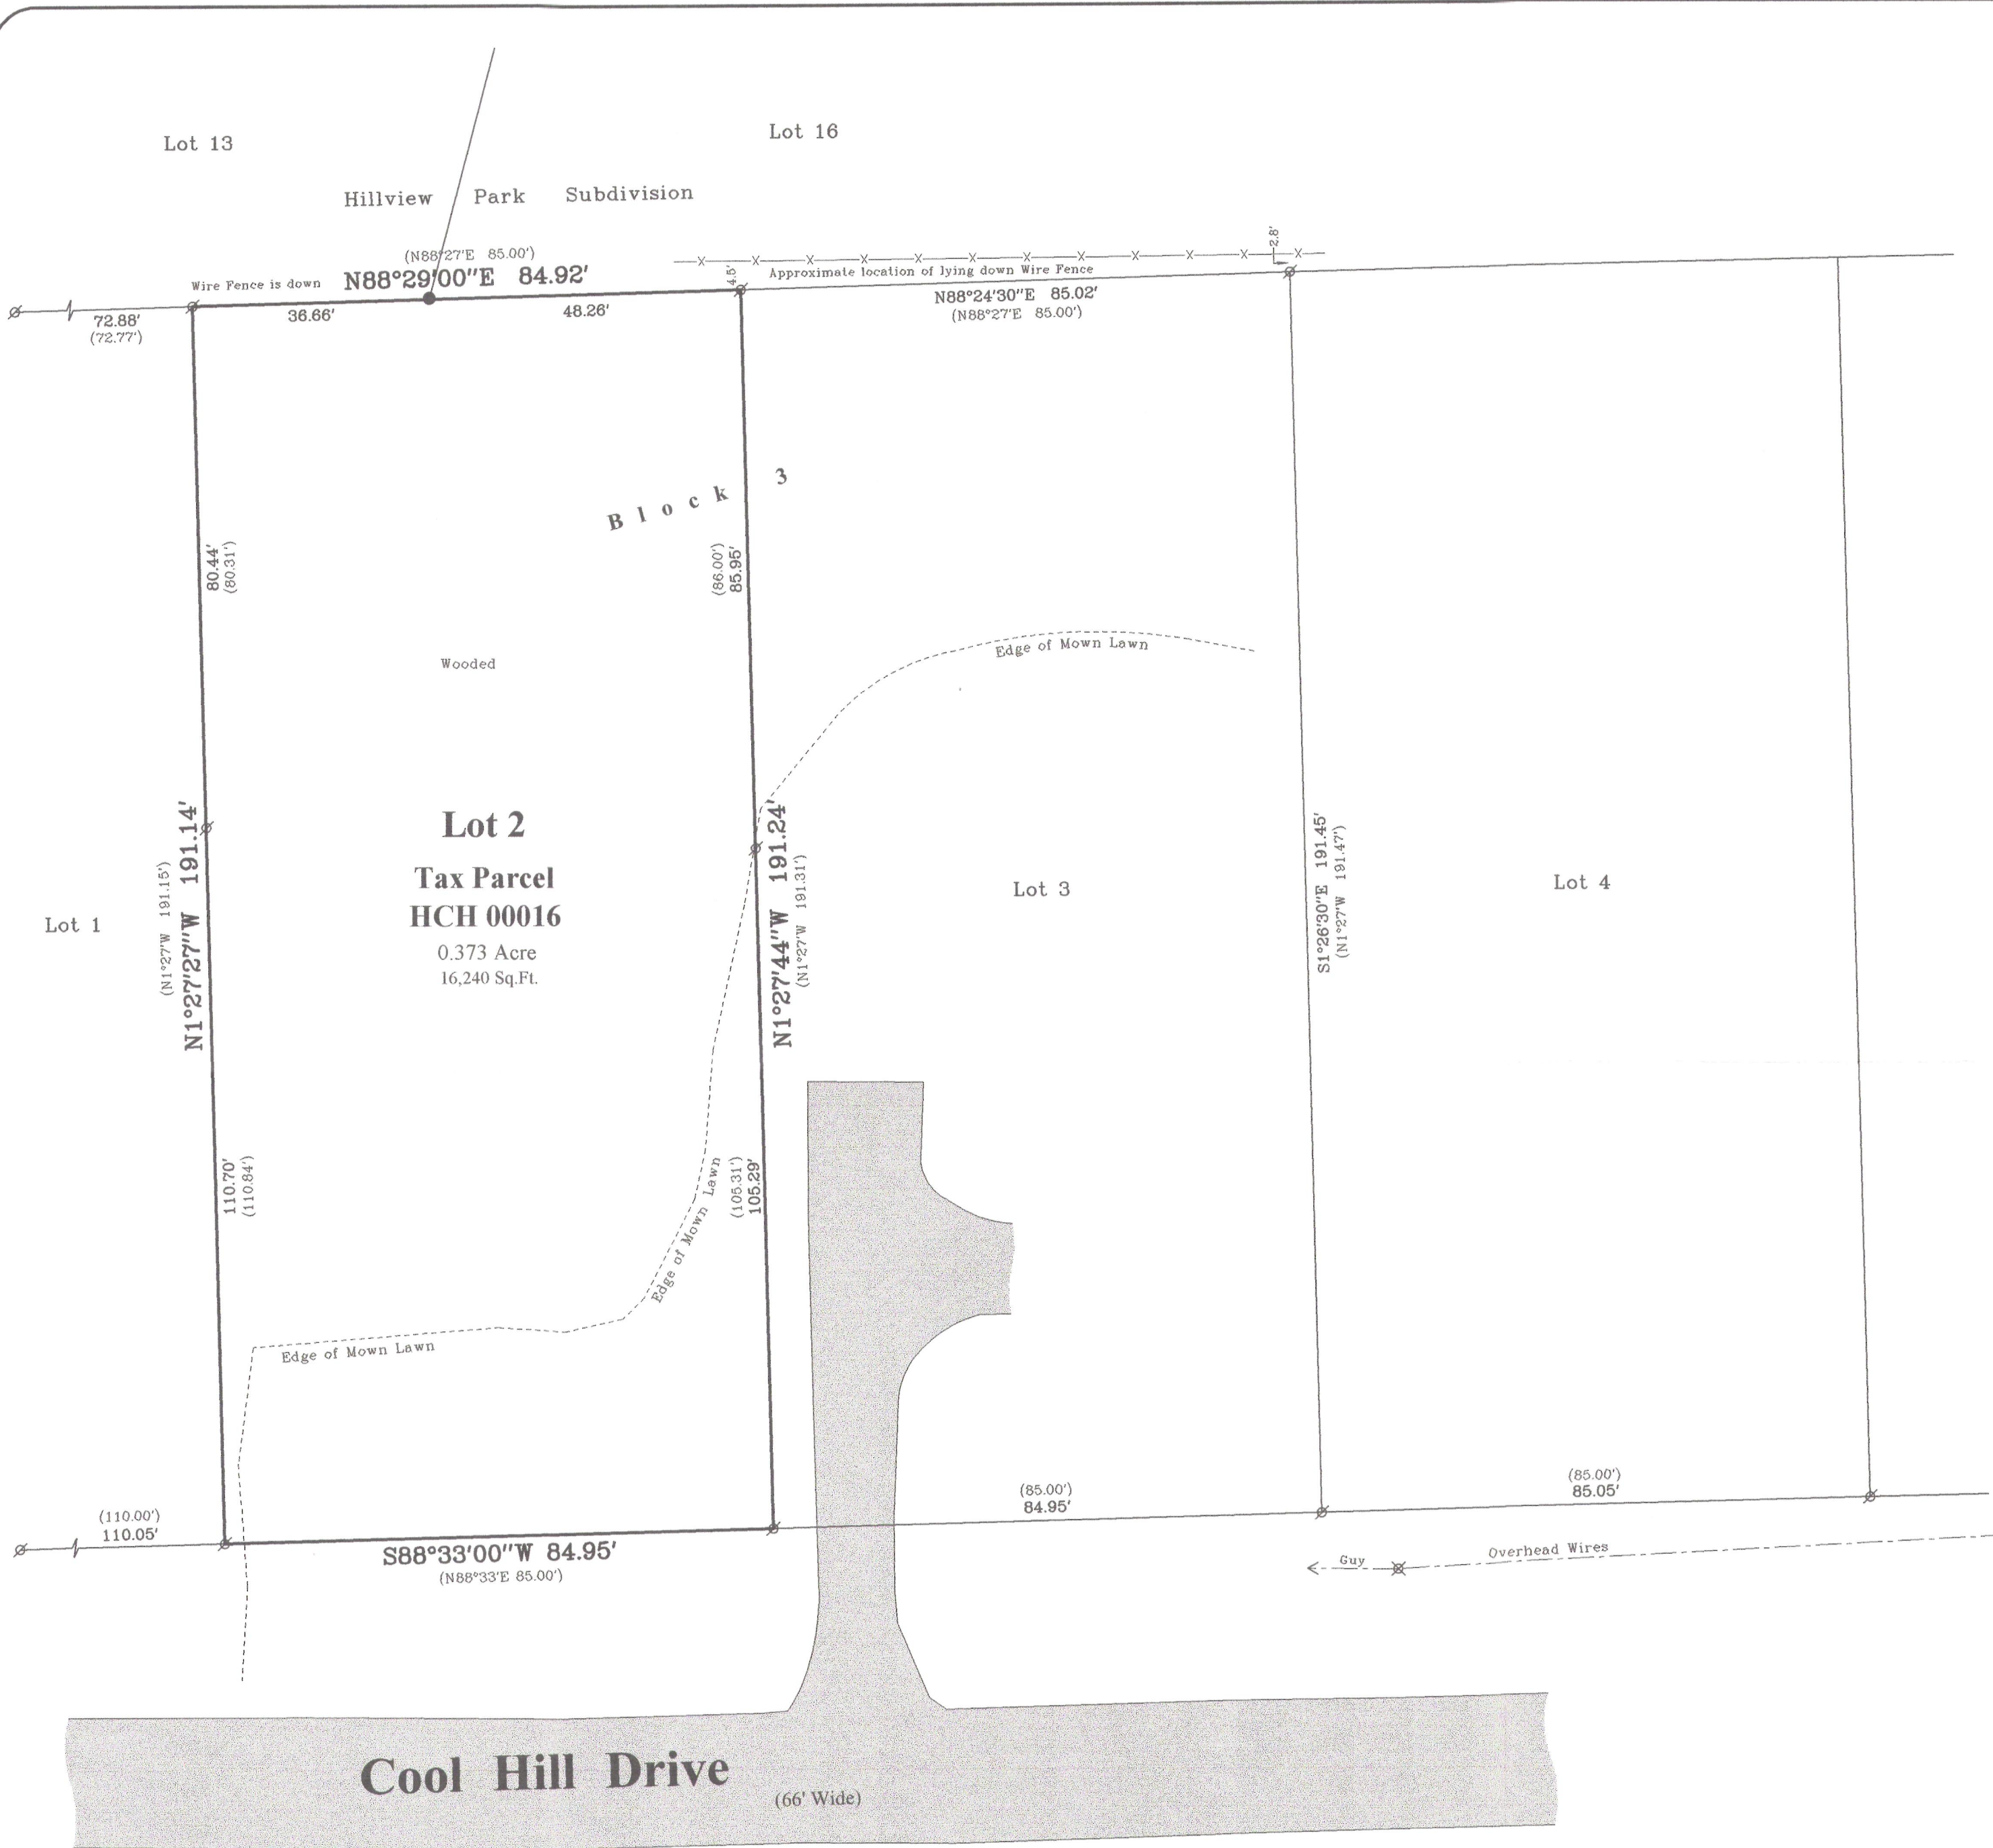 Lot 13
Lot 16
Hillview Park Subdivision
(N88°27'E 85.00')
Wire Fence is down
N88°29'00"E 84.92'
4.5'
Approximate location of lying down Wire Fence
2.8'
72.88'
(72.77')
36.66'
48.26'
N88°24'30"E 85.02'
(N88°27'E 85.00')
Block 3
80.44'
(80.31')
(86.00')
85.95'
Wooded
Edge of Mown Lawn
Lot 2
Tax Parcel
HCH 00016
0.373 Acre
16,240 Sq.Ft.
Lot 1
(N1°27'W 191.15')
N1°27'27"W 191.14'
N1°27'44"W 191.24'
(N1°27'W 191.31')
Lot 3
S1°26'30"E 191.45'
(N1°27'W 191.47')
Lot 4
110.70'
(110.84')
(105.31')
105.29'
Edge of Mown Lawn
Edge of Mown Lawn
(110.00')
110.05'
S88°33'00"W 84.95'
(N88°33'E 85.00')
(85.00')
84.95'
(85.00')
85.05'
Guy
Overhead Wires
Cool Hill Drive
(66' Wide)